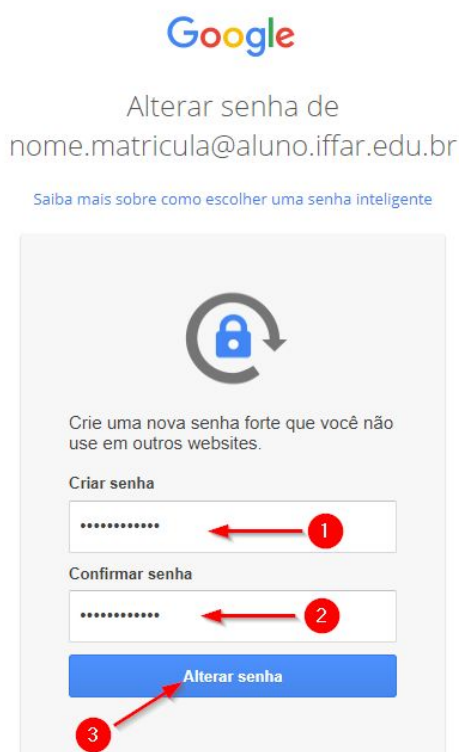 Google
Alterar senha de
nome.matricula@aluno.iffar.edu.br
Saiba mais sobre como escolher uma senha inteligente
Crie uma nova senha forte que você não
use em outros websites.
Criar senha
••••••••••••
1
Confirmar senha
••••••••••••
2
Alterar senha
3